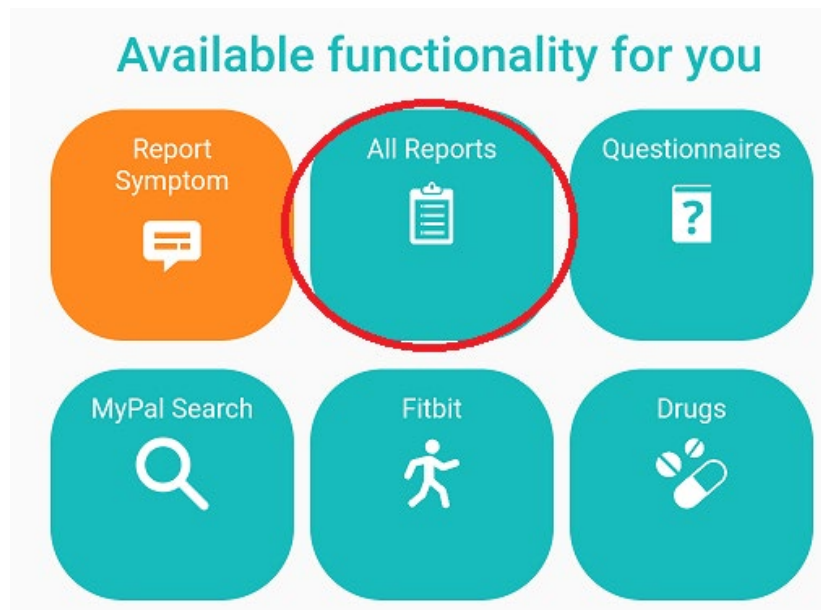 Available functionality for you
Report
Symptom
All Reports
Questionnaires
?
MyPal Search
Fitbit
Drugs